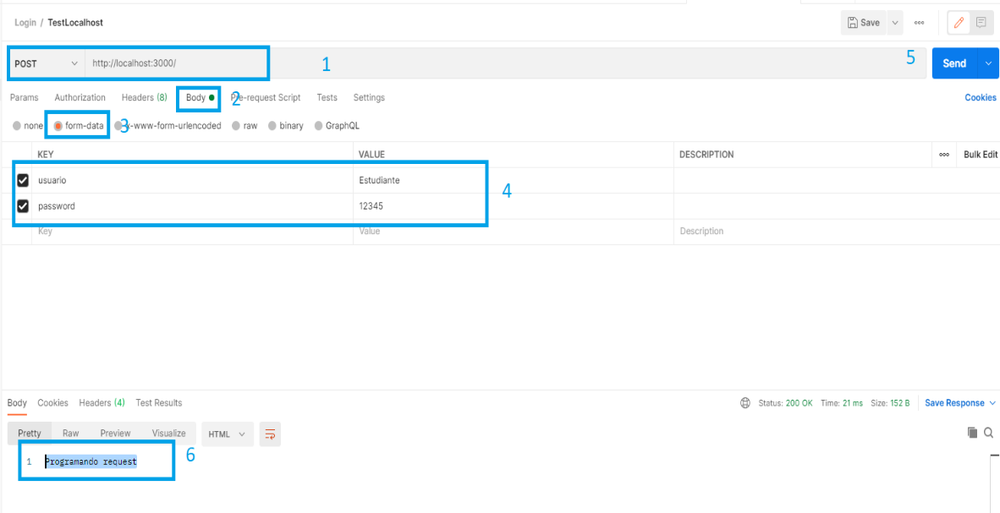 Login / TestLocalhost Save ooo
POST http://localhost:3000/ 1 5 Send
Params Authorization Headers (8) Body 2 Pre-request Script Tests Settings Cookies
none form-data 3 x-www-form-urlencoded raw binary GraphQL
KEY VALUE DESCRIPTION ooo Bulk Edit
usuario Estudiante 4
password 12345
Key Value Description
Body Cookies Headers (4) Test Results Status: 200 OK Time: 21 ms Size: 152 B Save Response
Pretty Raw Preview Visualize HTML
1 Programando request 6